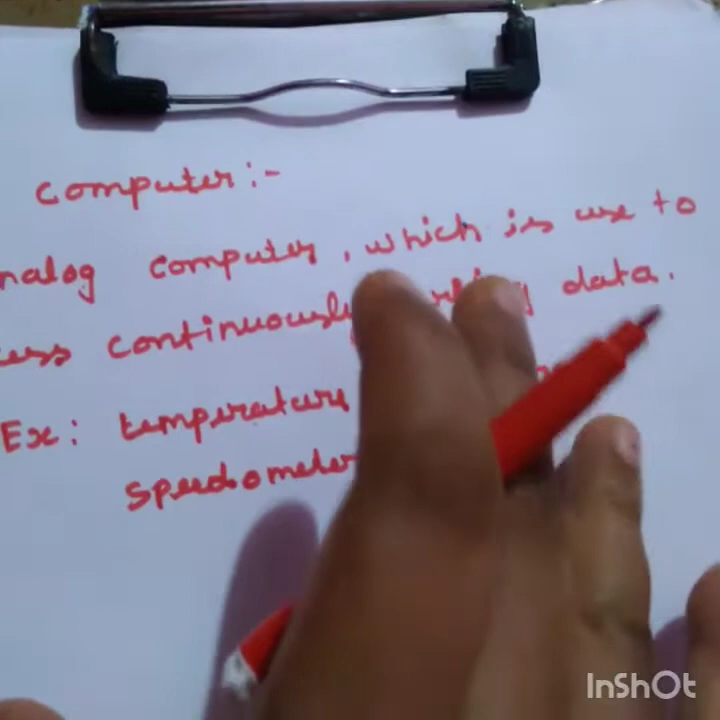 computer:-
nalog computer, which is use to
ess continuously data.
Ex: temperature
speedometer
InShOt